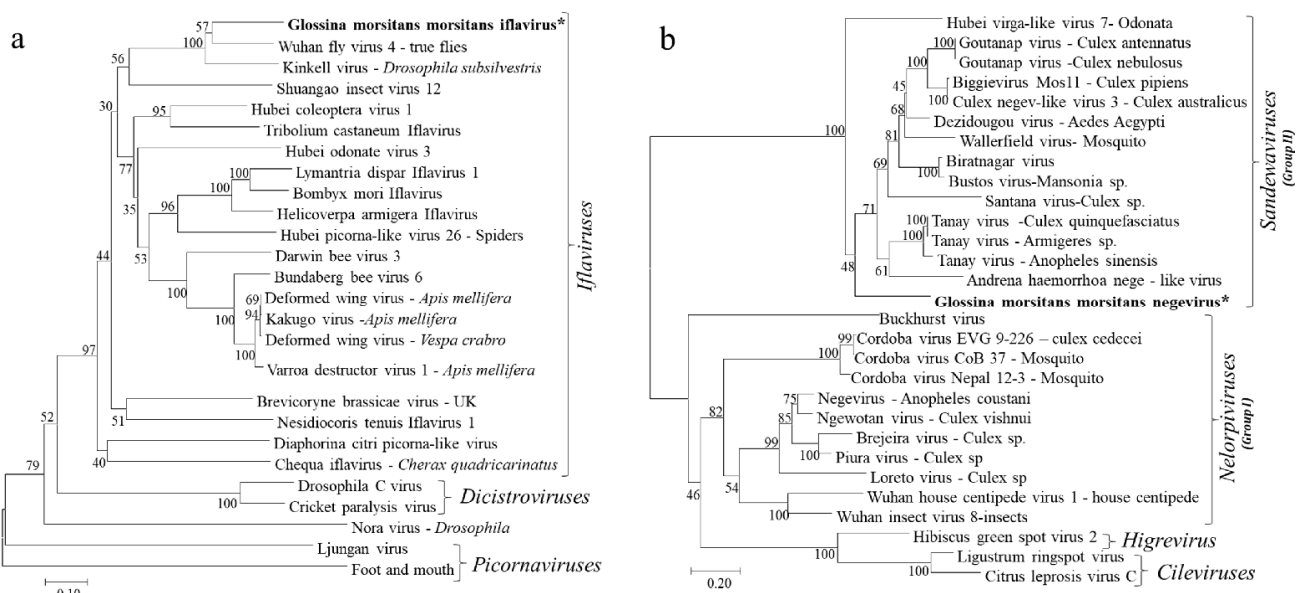 a
57
Glossina morsitans morsitans iflavirus*
100
Wuhan fly virus 4 - true flies
56
Kinkell virus - Drosophila subsilvestris
Shuangao insect virus 12
30
95
Hubei coleoptera virus 1
Tribolium castaneum Iflavirus
77
Hubei odonate virus 3
100
Lymantria dispar Iflavirus 1
100
Bombyx mori Iflavirus
35
96
Helicoverpa armigera Iflavirus
Hubei picorna-like virus 26 - Spiders
53
44
Darwin bee virus 3
100
Bundaberg bee virus 6
69
Deformed wing virus - Apis mellifera
94
Kakugo virus -Apis mellifera
100
Deformed wing virus - Vespa crabro
100
Varroa destructor virus 1 - Apis mellifera
97
Brevicoryne brassicae virus - UK
51
Nesidiocoris tenuis Iflavirus 1
52
Diaphorina citri picorna-like virus
40
Chequa iflavirus - Cherax quadricarinatus
Iflaviruses
79
Drosophila C virus
100
Cricket paralysis virus
Dicistroviruses
Nora virus - Drosophila
Ljungan virus
Foot and mouth
Picornaviruses
0.10
b
Hubei virga-like virus 7- Odonata
100
Goutanap virus - Culex antennatus
100
Goutanap virus -Culex nebulosus
45
Biggievirus Mos11 - Culex pipiens
100
Culex negev-like virus 3 - Culex australicus
68
Dezidougou virus - Aedes Aegypti
100
81
Wallerfield virus- Mosquito
69
Biratnagar virus
100
Bustos virus-Mansonia sp.
Santana virus-Culex sp.
71
100
Tanay virus -Culex quinquefasciatus
100
Tanay virus - Armigeres sp.
48
61
Tanay virus - Anopheles sinensis
Andrena haemorrhoa nege - like virus
Glossina morsitans morsitans negevirus*
Sandewaviruses
(Group II)
Buckhurst virus
99
Cordoba virus EVG 9-226 – culex cedecei
100
Cordoba virus CoB 37 - Mosquito
Cordoba virus Nepal 12-3 - Mosquito
82
75
Negevirus - Anopheles coustani
85
Ngewotan virus - Culex vishnui
99
Brejeira virus - Culex sp.
100
Piura virus - Culex sp
46
54
Loreto virus - Culex sp
Wuhan house centipede virus 1 - house centipede
100
Wuhan insect virus 8-insects
Nelorpiviruses
(Group I)
100
Hibiscus green spot virus 2
Higrevirus
Ligustrum ringspot virus
100
Citrus leprosis virus C
Cileviruses
0.20